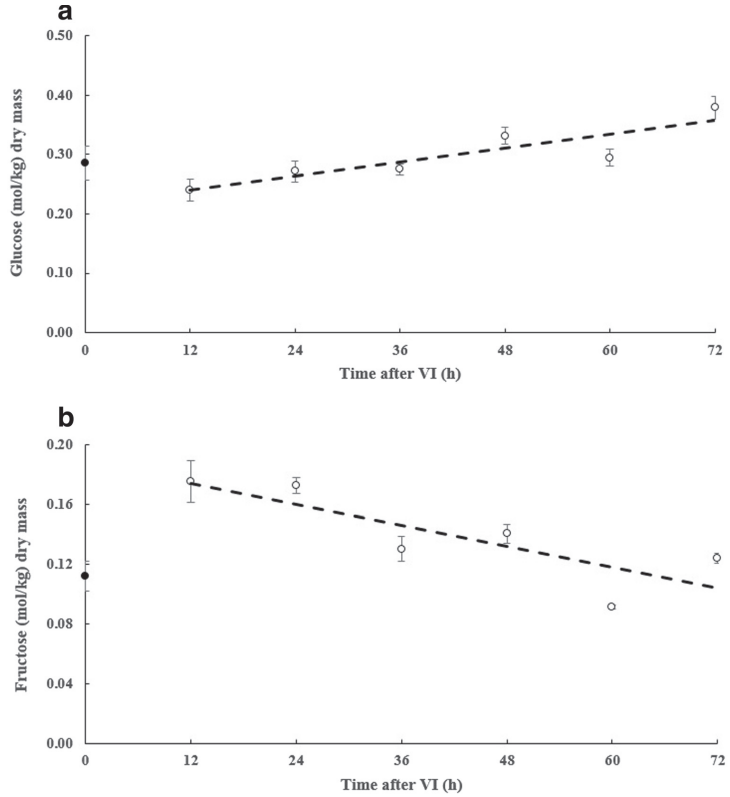 a
0.50
0.40
0.30
0.20
0.10
0.00
Glucose (mol/kg) dry mass
0 12 24 36 48 60 72
Time after VI (h)
b
0.20
0.16
0.12
0.08
0.04
0.00
Fructose (mol/kg) dry mass
0 12 24 36 48 60 72
Time after VI (h)